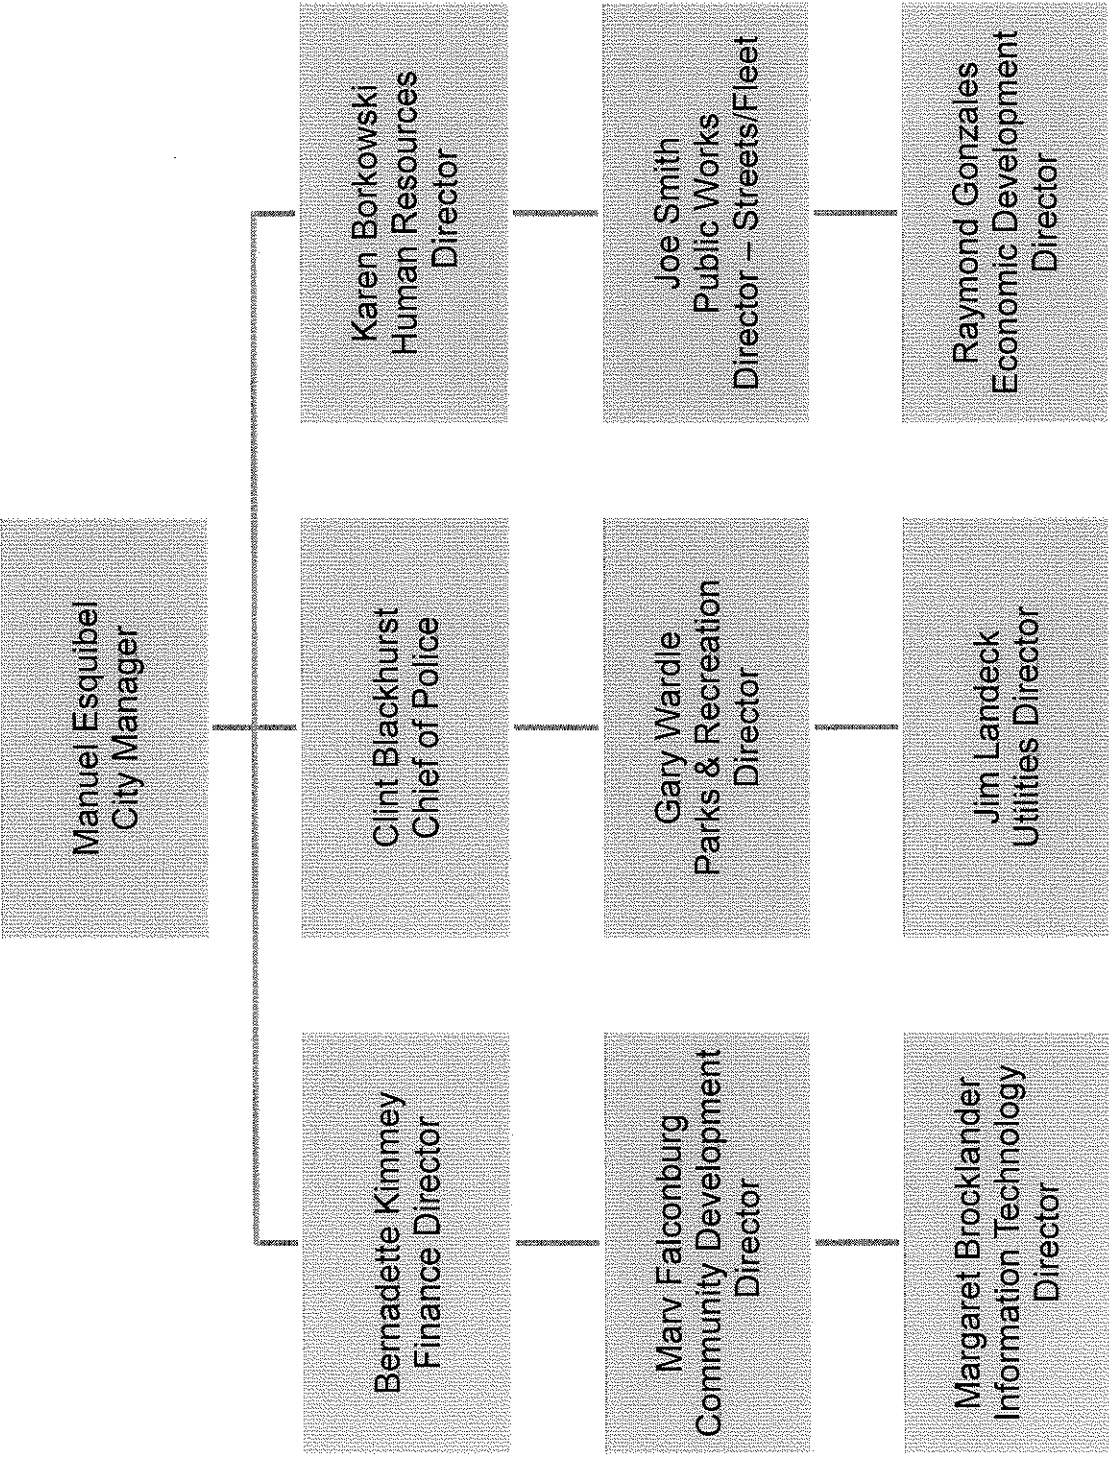 Manuel Esquibel
City Manager
Bernadette Kimmey
Finance Director
Clint Blackhurst
Chief of Police
Karen Borkowski
Human Resources
Director
Marv Falconburg
Community Development
Director
Gary Wardle
Parks & Recreation
Director
Joe Smith
Public Works
Director – Streets/Fleet
Margaret Brocklander
Information Technology
Director
Jim Landeck
Utilities Director
Raymond Gonzales
Economic Development
Director